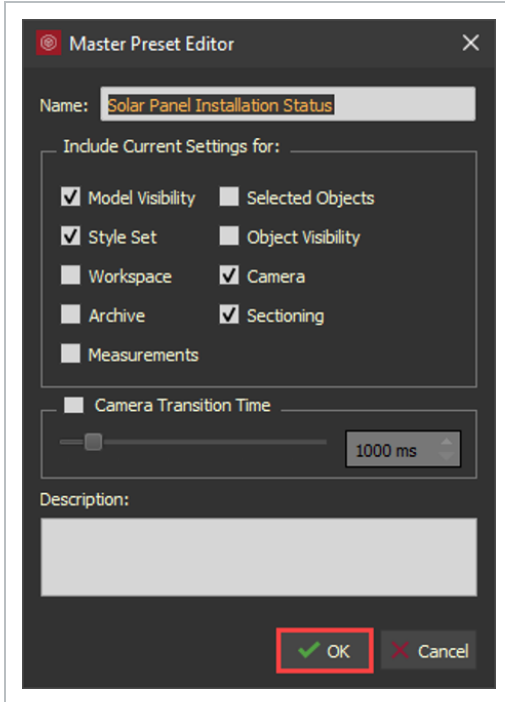 Master Preset Editor
Name: Solar Panel Installation Status
Include Current Settings for:
Model Visibility Selected Objects
Style Set Object Visibility
Workspace Camera
Archive Sectioning
Measurements
Camera Transition Time
1000 ms
Description:
OK Cancel